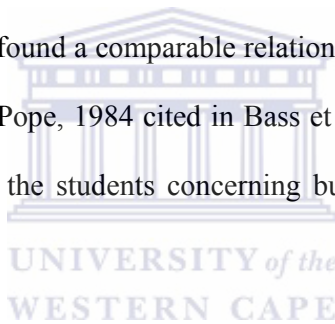 found a comparable relation
Pope, 1984 cited in Bass et
the students concerning bu
UNIVERSITY of the
WESTERN CAPE